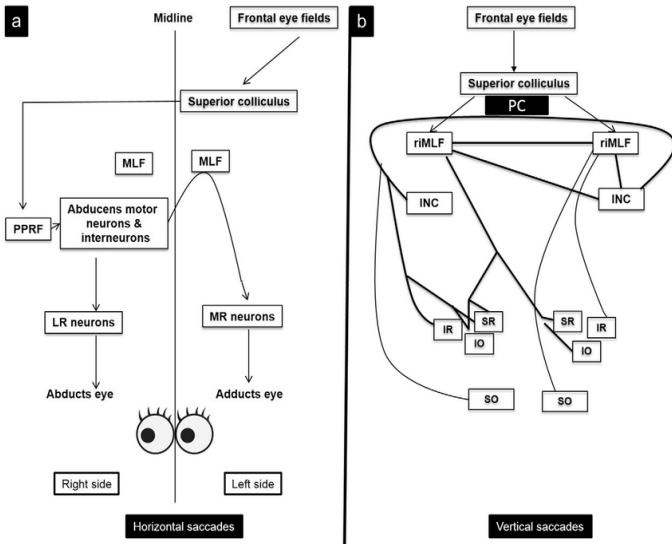 a
Midline
Frontal eye fields
Superior colliculus
MLF
MLF
PPRF
Abducens motor
neurons &
interneurons
LR neurons
MR neurons
Abducts eye
Adducts eye
Right side
Left side
Horizontal saccades
b
Frontal eye fields
Superior colliculus
PC
riMLF
riMLF
INC
INC
IR
SR
IO
SR
IR
IO
SO
SO
Vertical saccades